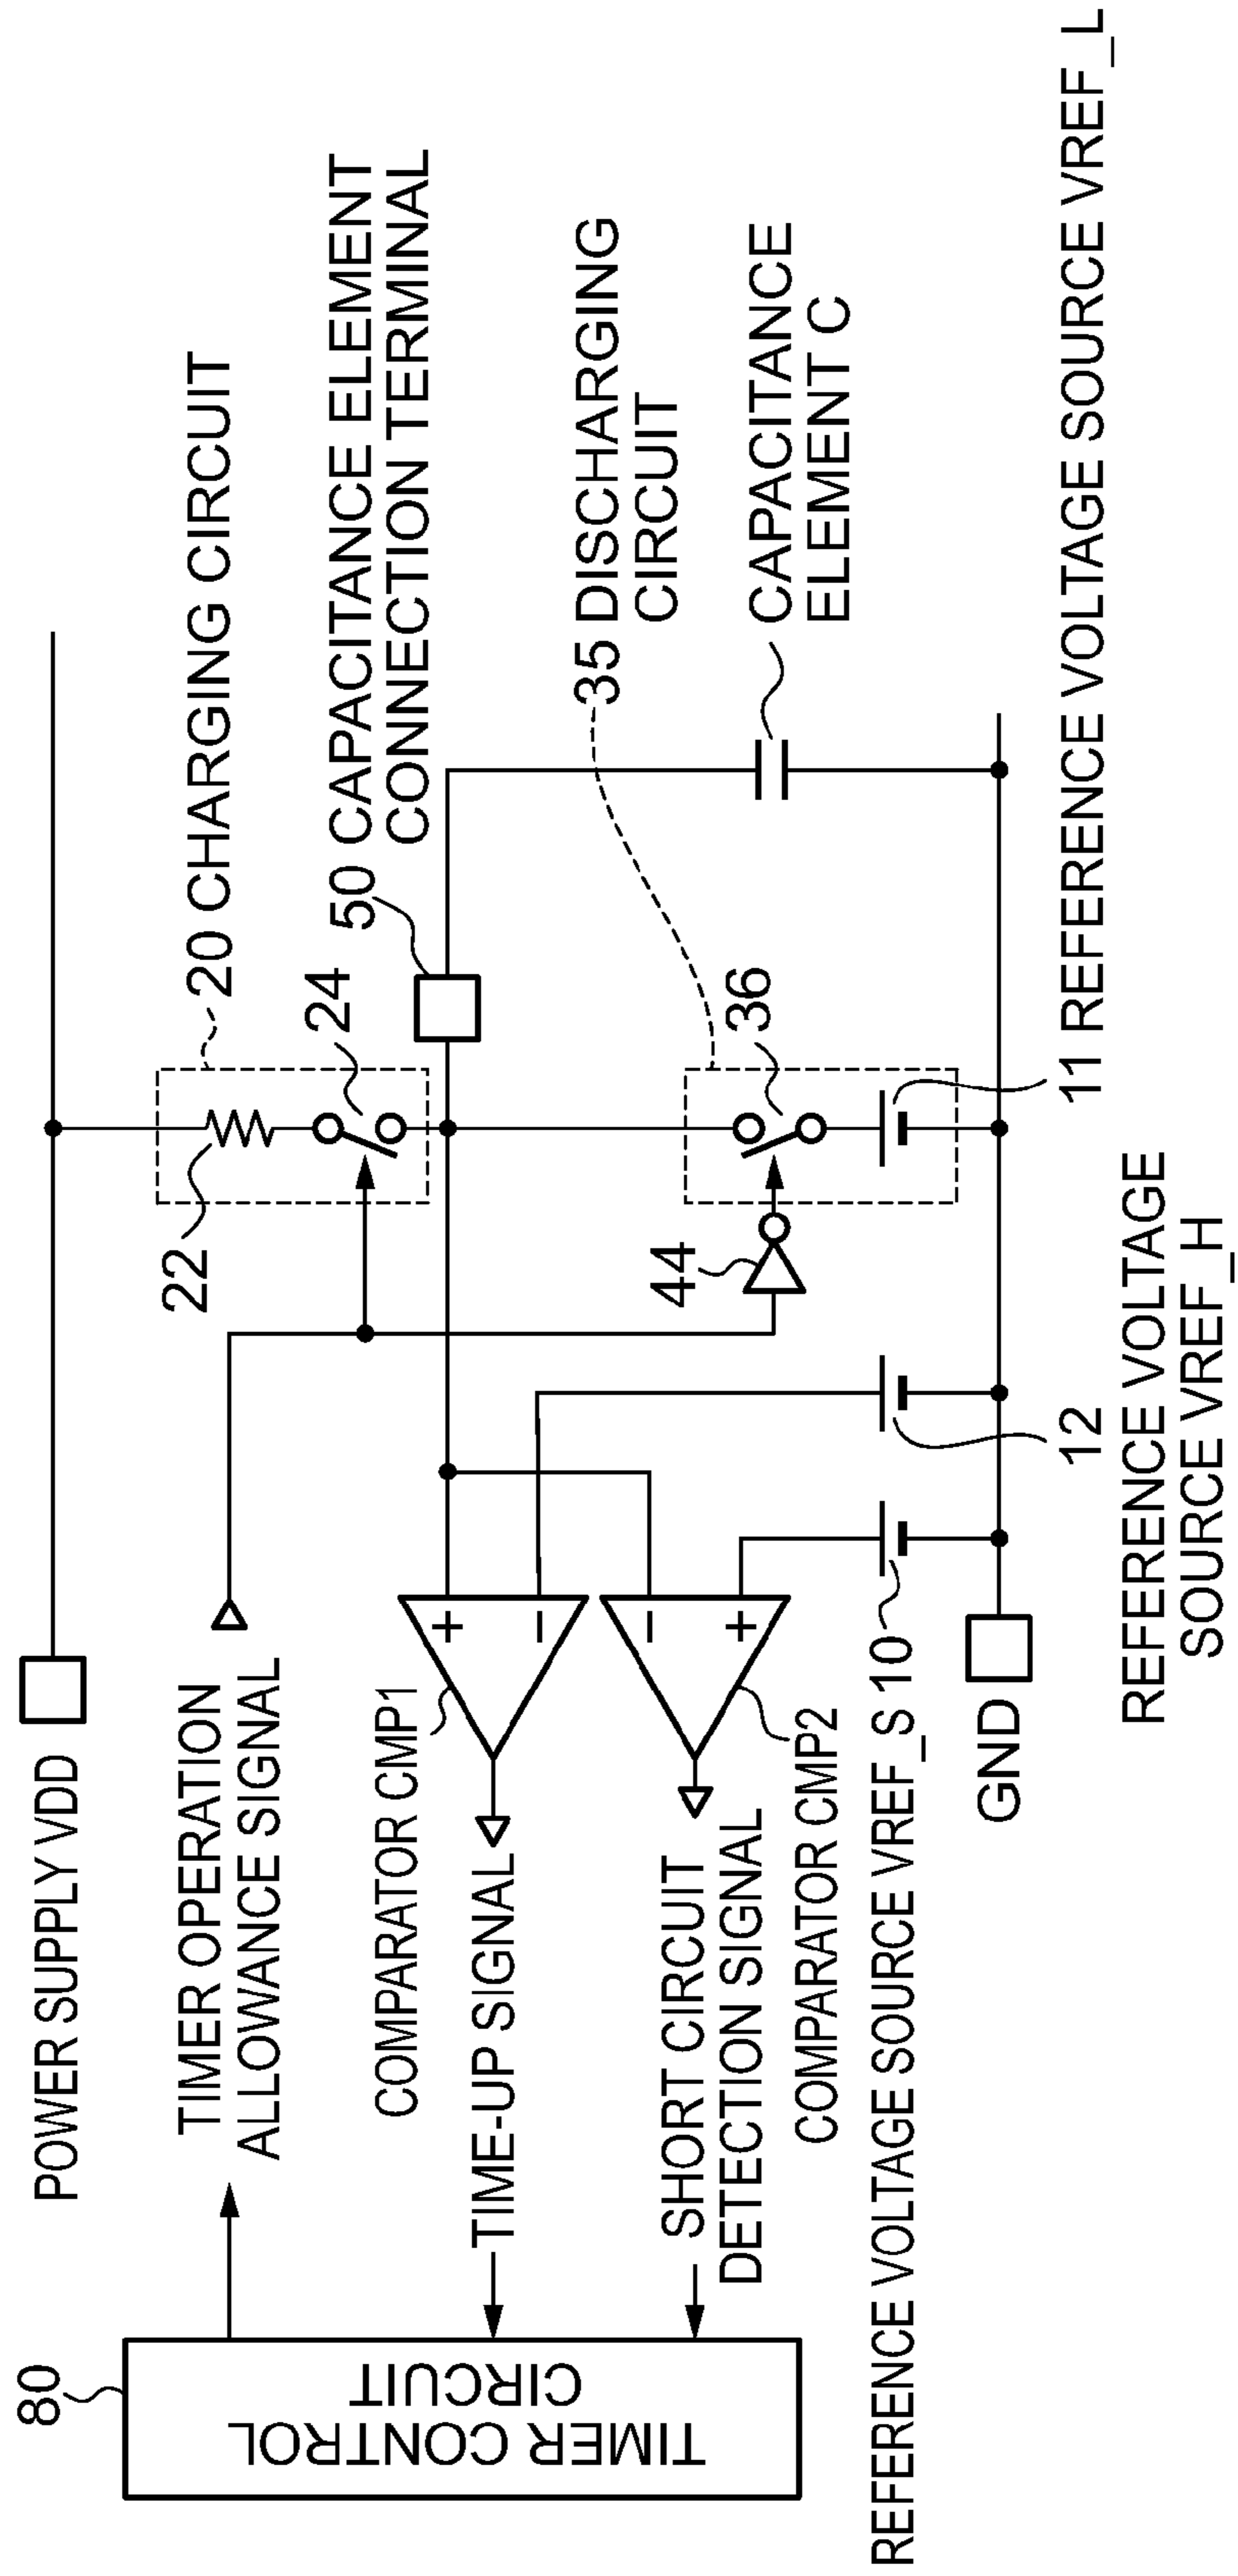 80
TIMER CONTROL
CIRCUIT
POWER SUPPLY VDD
TIMER OPERATION
ALLOWANCE SIGNAL
COMPARATOR CMP1
TIME-UP SIGNAL
SHORT CIRCUIT
DETECTION SIGNAL
COMPARATOR CMP2
REFERENCE VOLTAGE SOURCE VREF_S 10
GND
+
−
−
+
22
20 CHARGING CIRCUIT
24
50 CAPACITANCE ELEMENT
CONNECTION TERMINAL
44
36
35 DISCHARGING
CIRCUIT
CAPACITANCE
ELEMENT C
12
REFERENCE VOLTAGE
SOURCE VREF_H
11 REFERENCE VOLTAGE SOURCE VREF_L